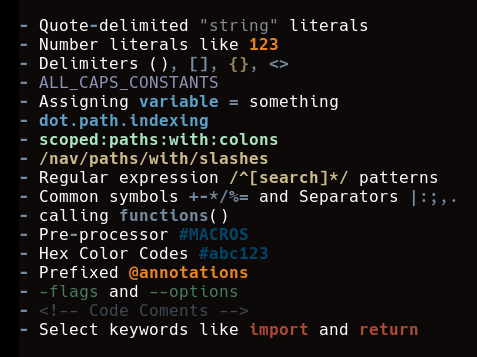 - Quote-delimited "string" literals
- Number literals like 123
- Delimiters (), [], {}, <>
- ALL_CAPS_CONSTANTS
- Assigning variable = something
- dot.path.indexing
- scoped:paths:with:colons
- /nav/paths/with/slashes
- Regular expression /^[search]*/ patterns
- Common symbols +-*/%= and Separators |:;,.
- calling functions()
- Pre-processor #MACROS
- Hex Color Codes #abc123
- Prefixed @annotations
- -flags and --options
- <!-- Code Coments -->
- Select keywords like import and return